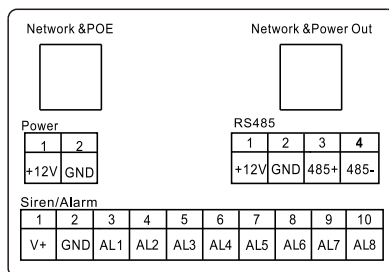 Network &POE Network &Power Out
Power RS485
1 2 1 2 3 4
+12V GND +12V GND 485+ 485-
Siren/Alarm
1 2 3 4 5 6 7 8 9 10
V+ GND AL1 AL2 AL3 AL4 AL5 AL6 AL7 AL8